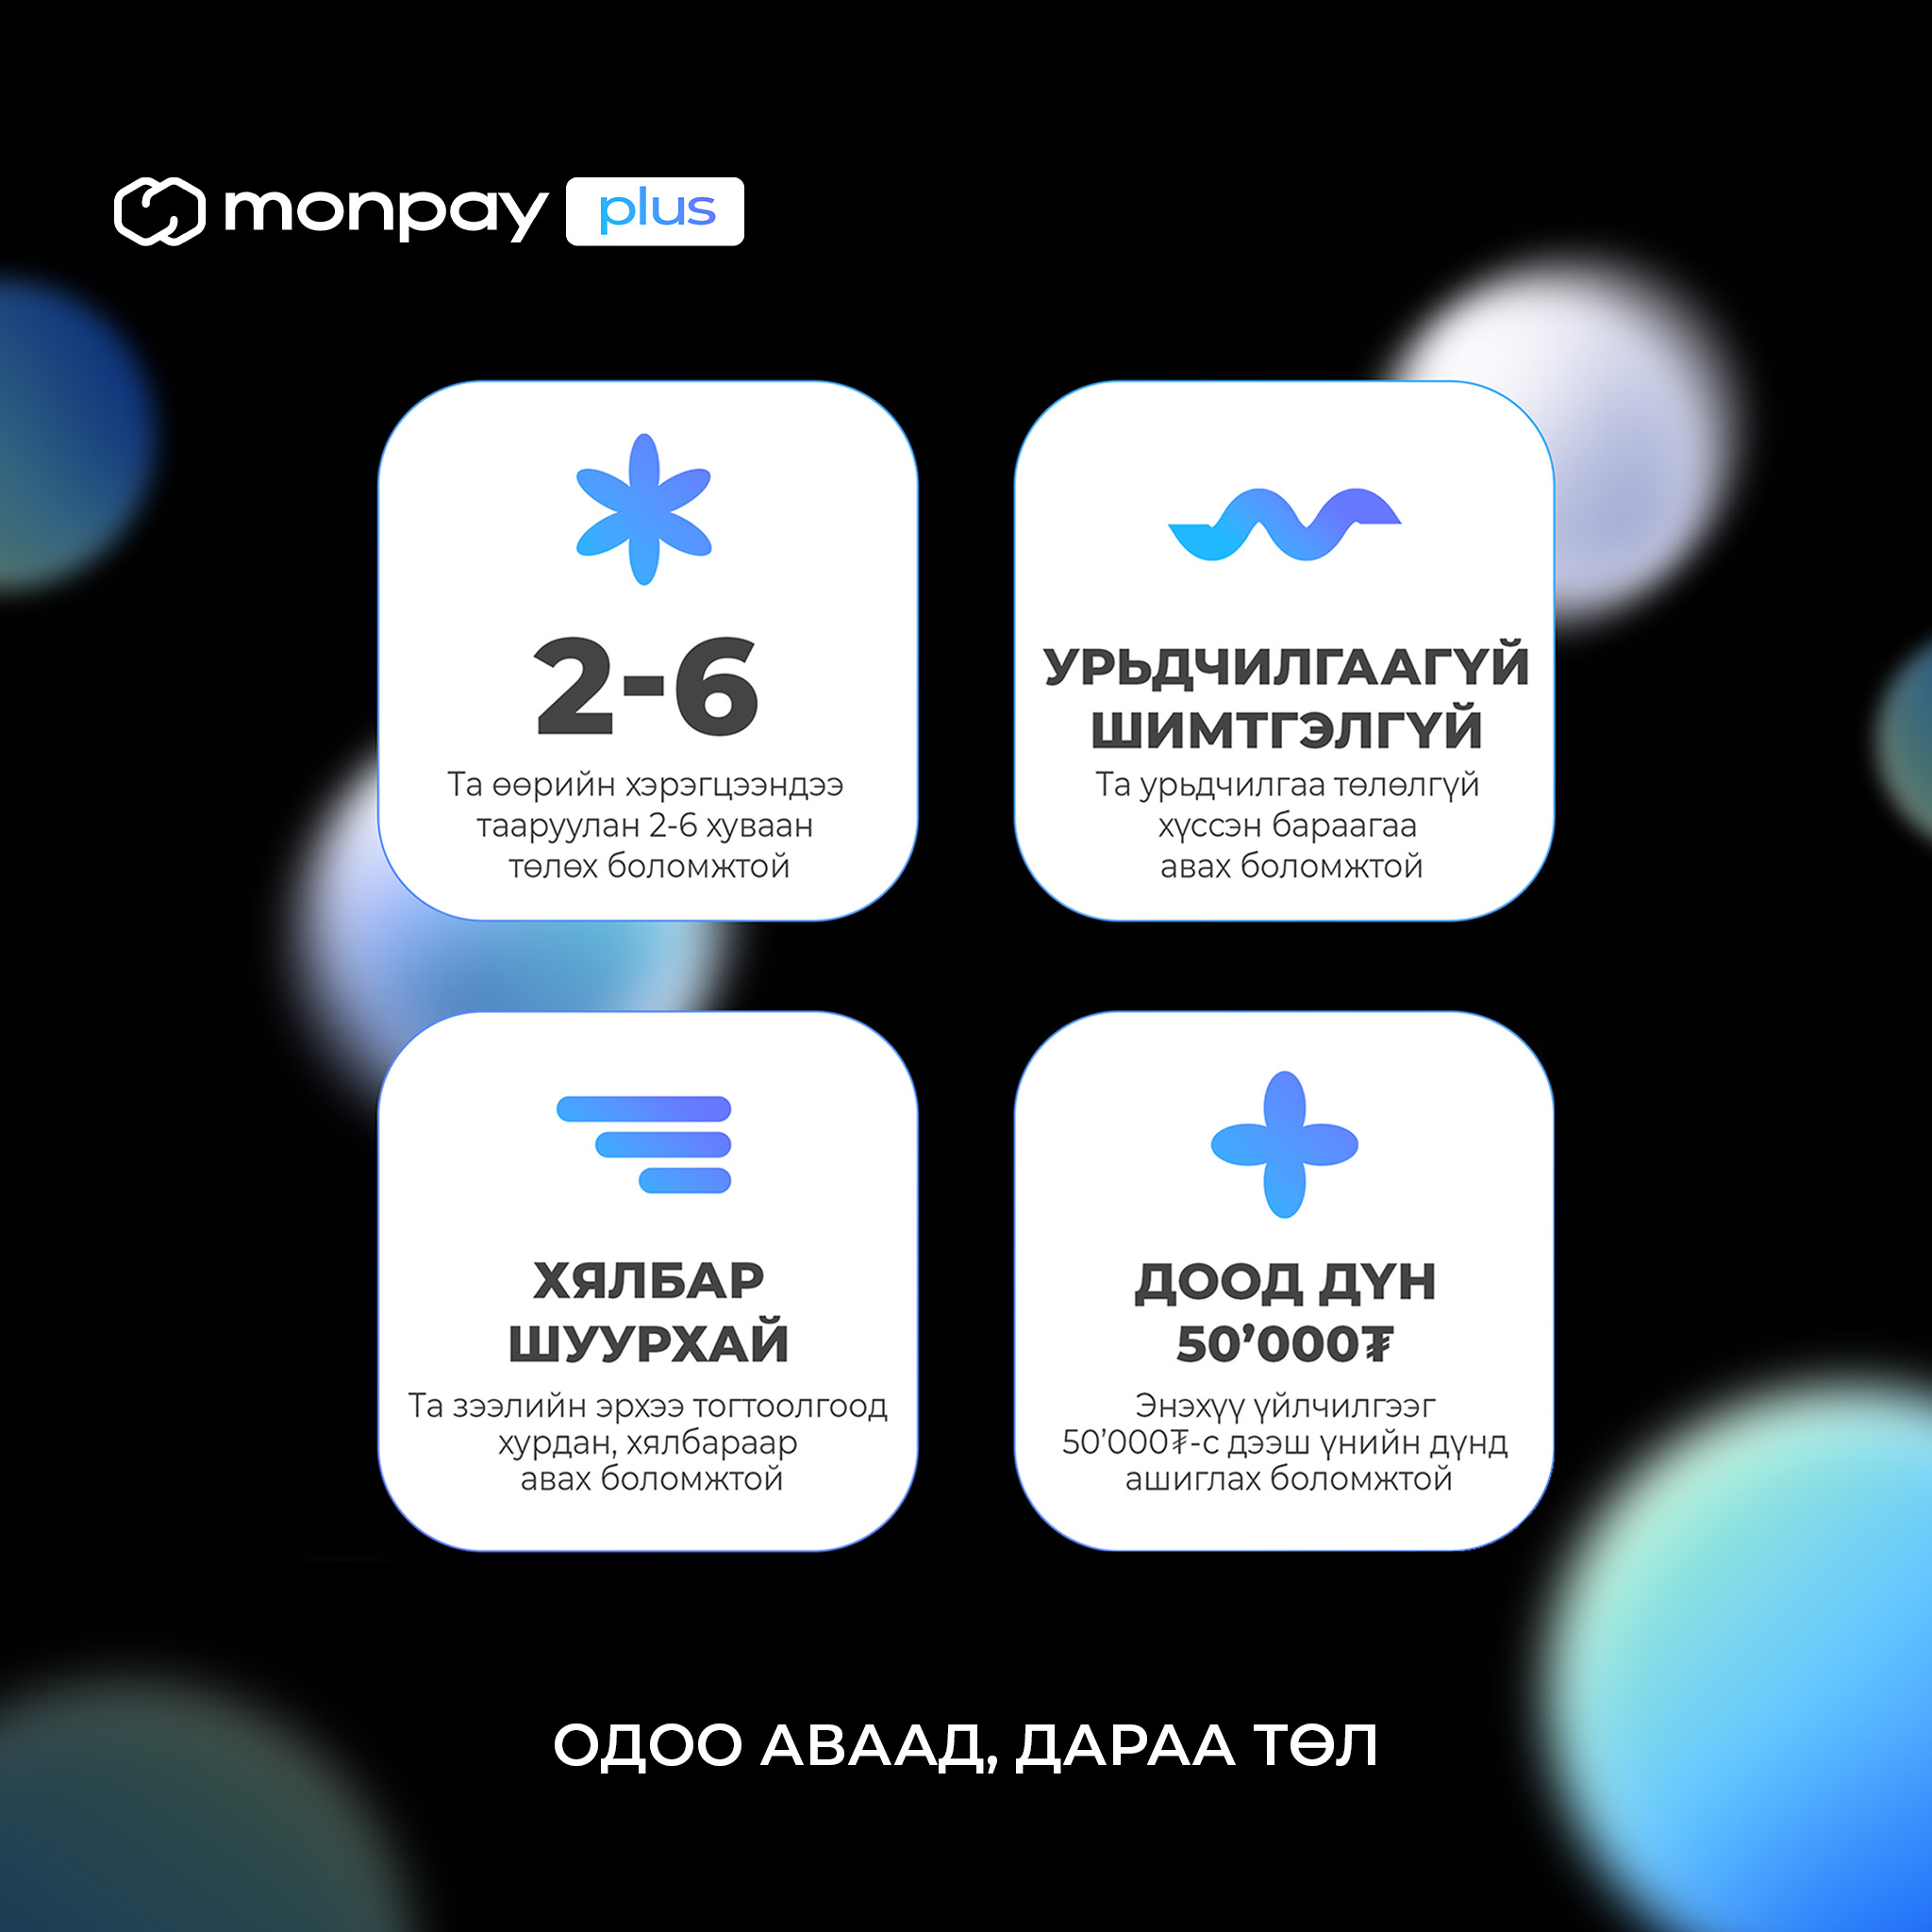 monpay plus
2-6
Та өөрийн хэрэгцээндээ
тааруулан 2-6 хуваан
төлөх боломжтой
УРЬДЧИЛГААГҮЙ
ШИМТГЭЛГҮЙ
Та урьдчилгаа төлөлгүй
хүссэн бараагаа
авах боломжтой
ХЯЛБАР
ШУУРХАЙ
Та зээлийн эрхээ тогтоолгоод
хурдан, хялбараар
авах боломжтой
ДООД ДҮН
50’000₮
Энэхүү үйлчилгээг
50’000₮-с дээш үнийн дүнд
ашиглах боломжтой
ОДОО АВААД, ДАРАА ТӨЛ